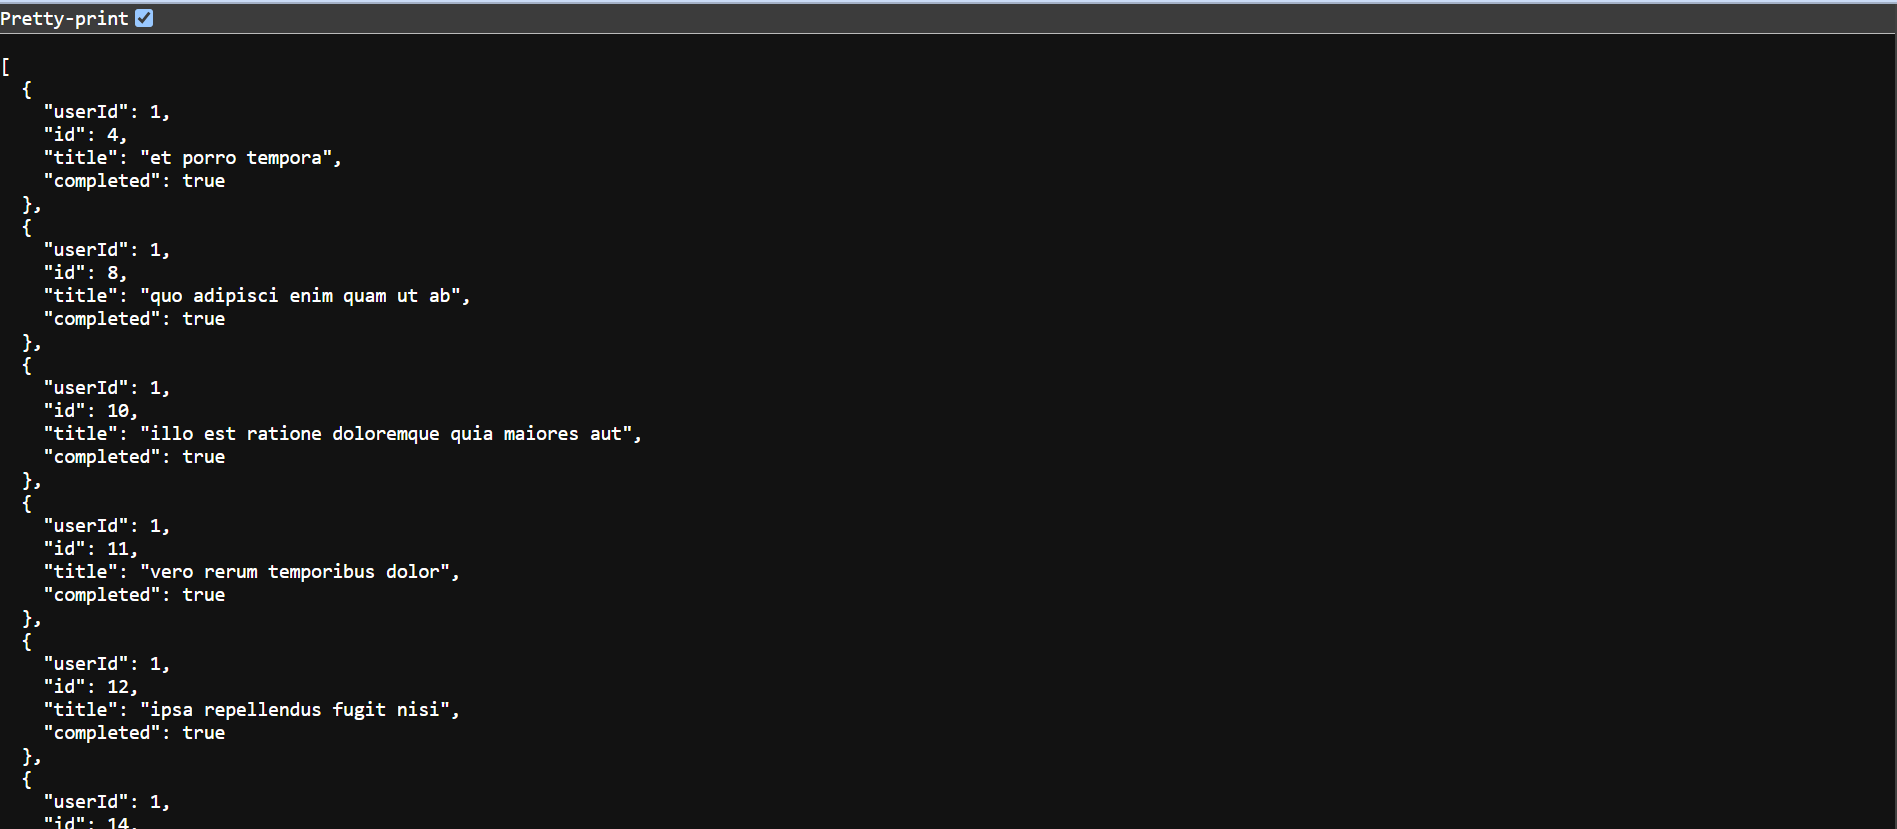 Pretty-print
[
  {
    "userId": 1,
    "id": 4,
    "title": "et porro tempora",
    "completed": true
  },
  {
    "userId": 1,
    "id": 8,
    "title": "quo adipisci enim quam ut ab",
    "completed": true
  },
  {
    "userId": 1,
    "id": 10,
    "title": "illo est ratione doloremque quia maiores aut",
    "completed": true
  },
  {
    "userId": 1,
    "id": 11,
    "title": "vero rerum temporibus dolor",
    "completed": true
  },
  {
    "userId": 1,
    "id": 12,
    "title": "ipsa repellendus fugit nisi",
    "completed": true
  },
  {
    "userId": 1,
    "id": 14,